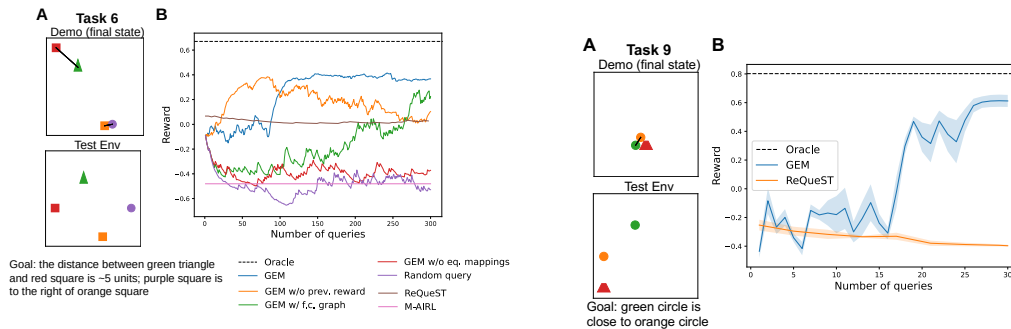 A
Task 6
Demo (final state)
Test Env
Goal: the distance between green triangle
and red square is ~5 units; purple square is
to the right of orange square
B
Reward
0.6
0.4
0.2
0.0
−0.2
−0.4
−0.6
0
50
100
150
200
250
300
Number of queries
Oracle
GEM
GEM w/o prev. reward
GEM w/ f.c. graph
GEM w/o eq. mappings
Random query
ReQueST
M-AIRL
A
Task 9
Demo (final state)
Test Env
Goal: green circle is
close to orange circle
B
Reward
0.8
0.6
0.4
0.2
0.0
−0.2
−0.4
0
5
10
15
20
25
30
Number of queries
Oracle
GEM
ReQueST